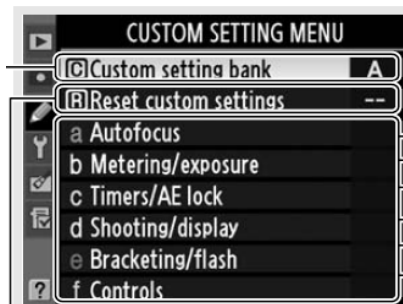 CUSTOM SETTING MENU
C Custom setting bank A
R Reset custom settings --
a Autofocus
b Metering/exposure
c Timers/AE lock
d Shooting/display
e Bracketing/flash
f Controls
?